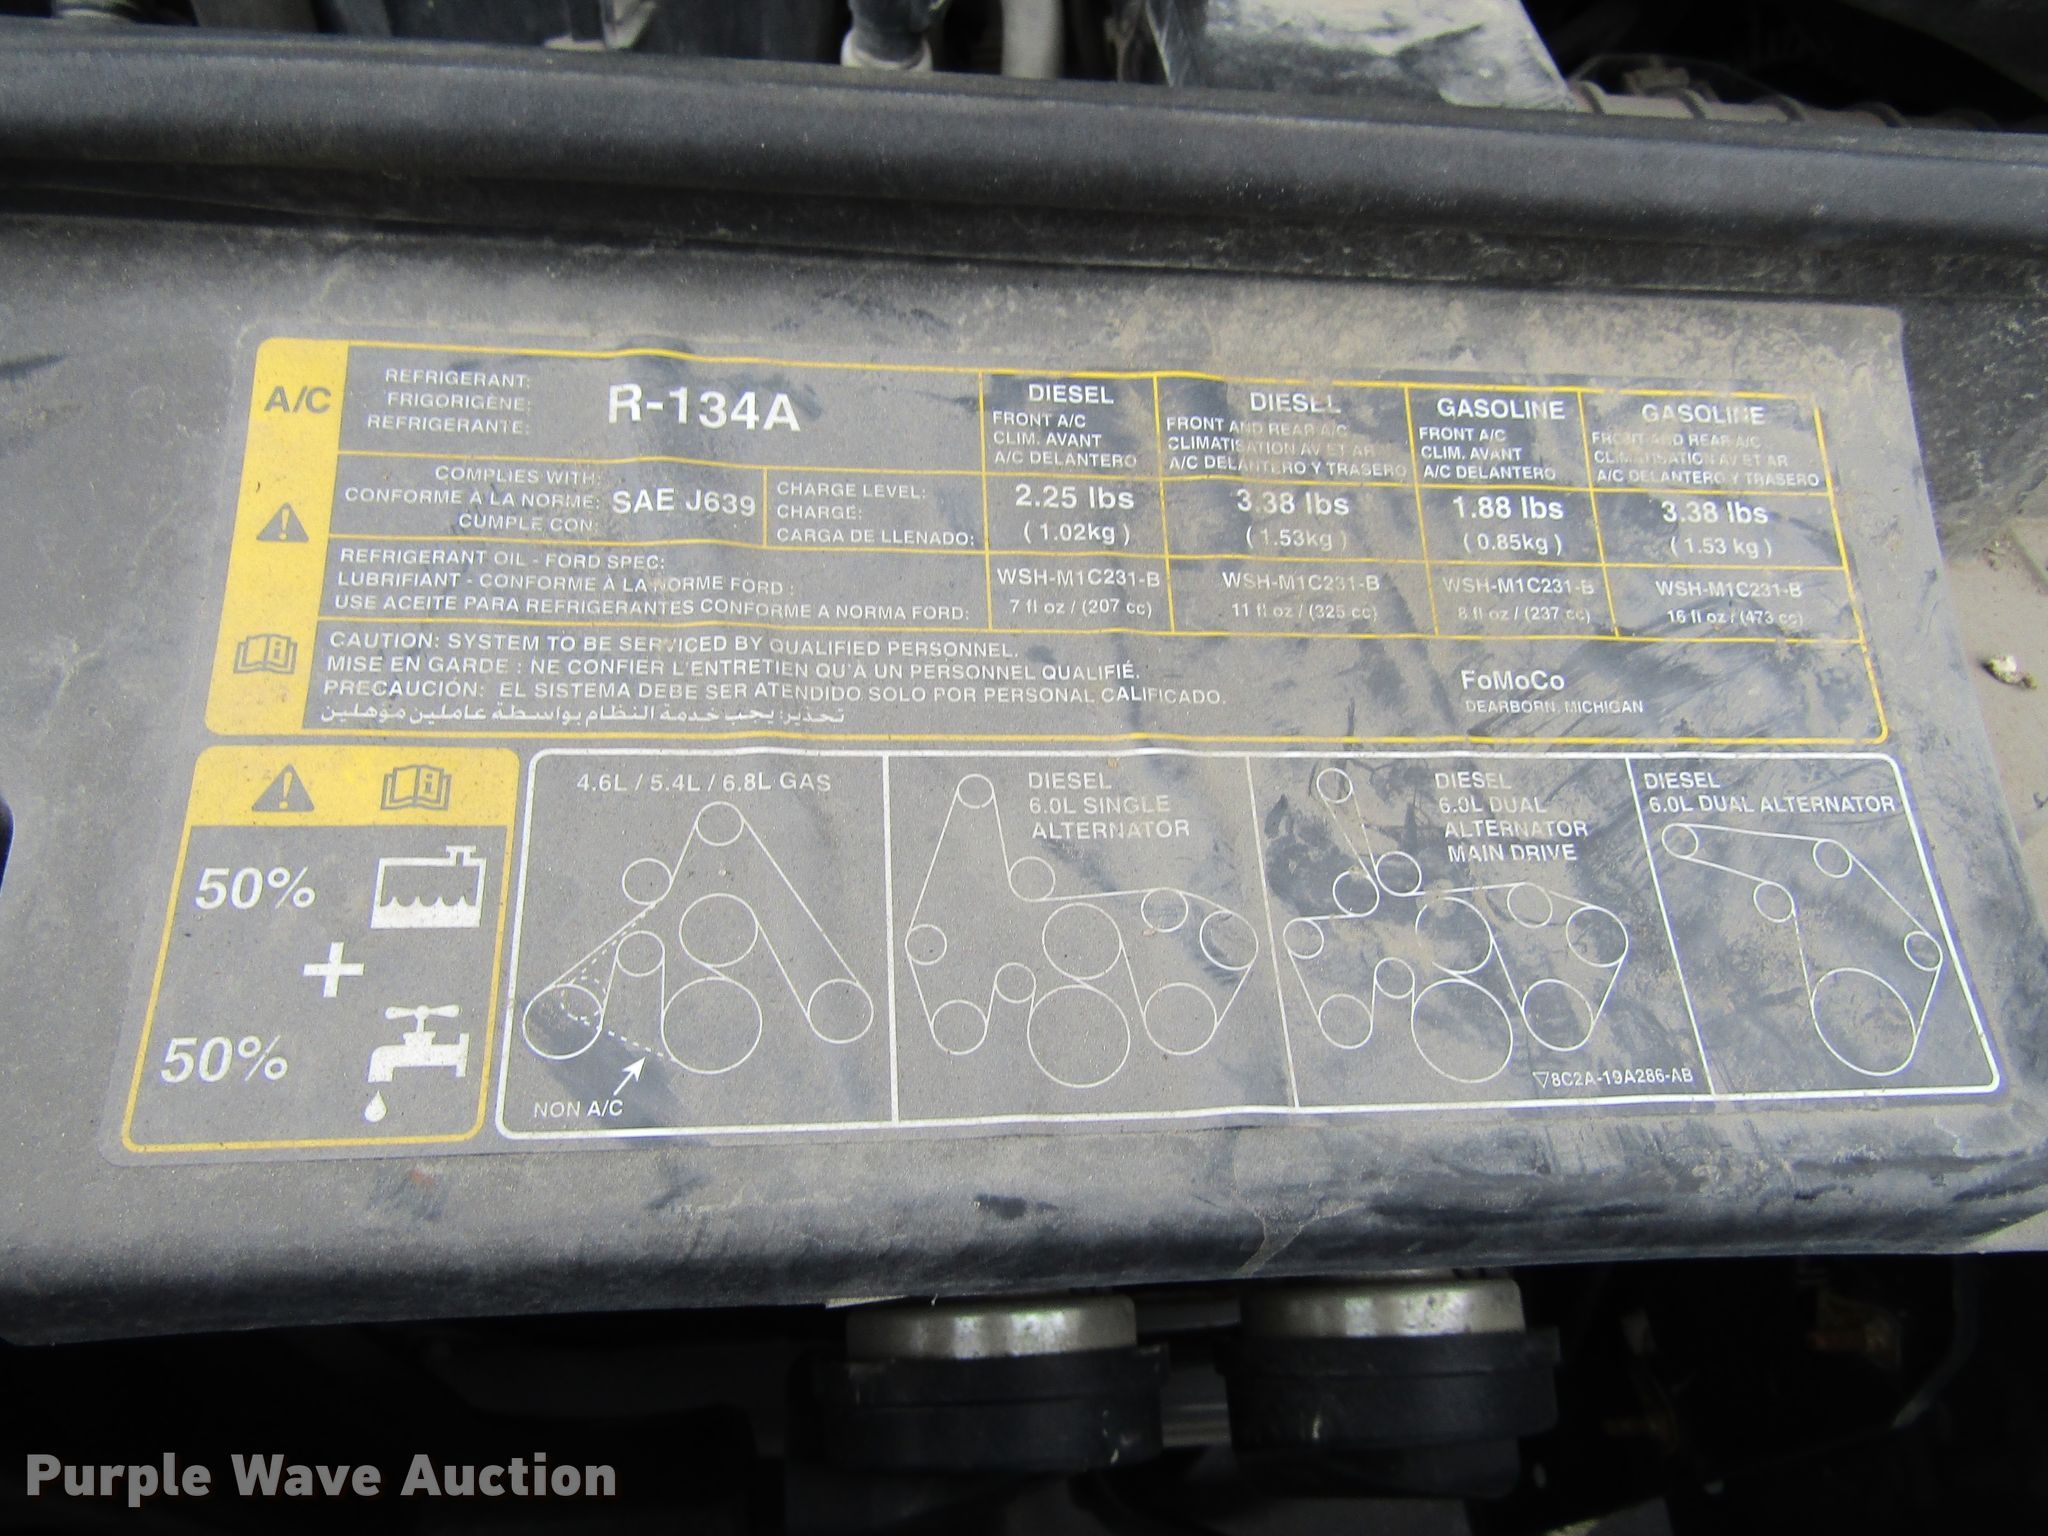 A/C
REFRIGERANT:
FRIGORIGÈNE:
REFRIGERANTE:
R-134A
DIESEL
FRONT A/C
CLIM. AVANT
A/C DELANTERO
DIESEL
FRONT AND REAR A/C
CLIMATISATION AV ET AR
A/C DELANTERO Y TRASERO
GASOLINE
FRONT A/C
CLIM. AVANT
A/C DELANTERO
GASOLINE
FRONT AND REAR A/C
CLIMATISATION AV ET AR
A/C DELANTERO Y TRASERO
COMPLIES WITH:
CONFORME À LA NORME:
CUMPLE CON:
SAE J639
CHARGE LEVEL:
CHARGE:
CARGA DE LLENADO:
2.25 lbs
(1.02kg)
3.38 lbs
(1.53kg)
1.88 lbs
(0.85kg)
3.38 lbs
(1.53 kg)
REFRIGERANT OIL - FORD SPEC:
LUBRIFIANT - CONFORME À LA NORME FORD :
USE ACEITE PARA REFRIGERANTES CONFORME A NORMA FORD:
WSH-M1C231-B
7 fl oz / (207 cc)
WSH-M1C231-B
11 fl oz / (325 cc)
WSH-M1C231-B
8 fl oz / (237 cc)
WSH-M1C231-B
16 fl oz / (473 cc)
CAUTION: SYSTEM TO BE SERVICED BY QUALIFIED PERSONNEL.
MISE EN GARDE : NE CONFIER L'ENTRETIEN QU'À UN PERSONNEL QUALIFIÉ.
PRECAUCIÓN: EL SISTEMA DEBE SER ATENDIDO SOLO POR PERSONAL CALIFICADO.
تحذير: يجب خدمة النظام بواسطة عاملين مؤهلين
FoMoCo
DEARBORN, MICHIGAN
50%
+
50%
4.6L / 5.4L / 6.8L GAS
NON A/C
DIESEL
6.0L SINGLE
ALTERNATOR
DIESEL
6.0L DUAL
ALTERNATOR
MAIN DRIVE
DIESEL
6.0L DUAL ALTERNATOR
▽8C2A-19A286-AB
Purple Wave Auction